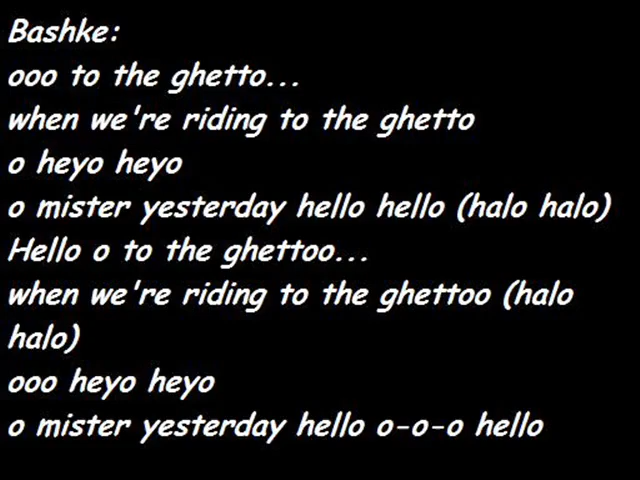 Bashke:
ooo to the ghetto...
when we're riding to the ghetto
o heyo heyo
o mister yesterday hello hello (halo halo)
Hello o to the ghettoo...
when we're riding to the ghettoo (halo
halo)
ooo heyo heyo
o mister yesterday hello o-o-o hello